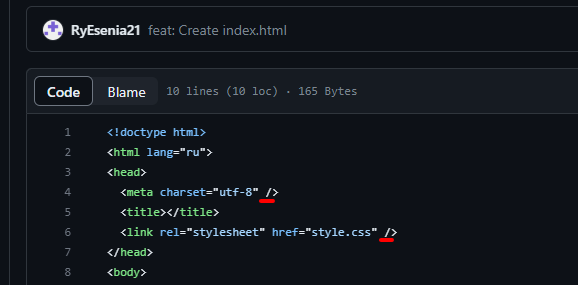 RyEsenia21 feat: Create index.html
Code Blame 10 lines (10 loc) · 165 Bytes
1 <!doctype html>
2 <html lang="ru">
3 <head>
4 <meta charset="utf-8" />
5 <title></title>
6 <link rel="stylesheet" href="style.css" />
7 </head>
8 <body>